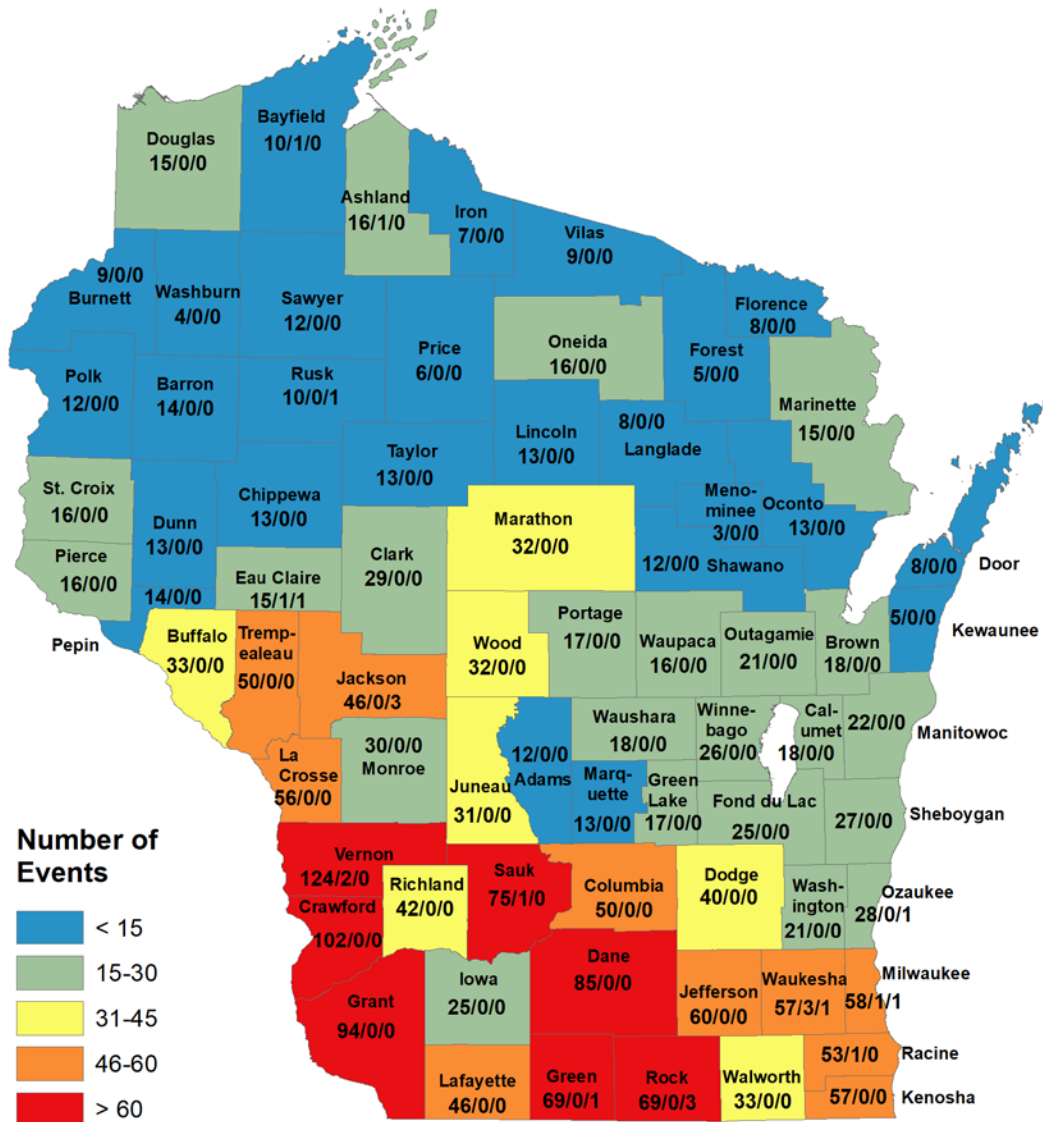 Bayfield
10/1/0
Douglas
15/0/0
Ashland
16/1/0
Iron
7/0/0
Vilas
9/0/0
9/0/0
Burnett
Washburn
4/0/0
Sawyer
12/0/0
Florence
8/0/0
Price
6/0/0
Oneida
16/0/0
Forest
5/0/0
Polk
12/0/0
Barron
14/0/0
Rusk
10/0/1
Marinette
15/0/0
Taylor
13/0/0
Lincoln
13/0/0
8/0/0
Langlade
St. Croix
16/0/0
Dunn
13/0/0
Chippewa
13/0/0
Marathon
32/0/0
Meno-
minee
3/0/0
Oconto
13/0/0
Pierce
16/0/0
Clark
29/0/0
12/0/0
Shawano
8/0/0
Door
14/0/0
Pepin
Eau Claire
15/1/1
Buffalo
33/0/0
Tremp-
ealeau
50/0/0
Jackson
46/0/3
Wood
32/0/0
Portage
17/0/0
Waupaca
16/0/0
Outagamie
21/0/0
Brown
18/0/0
5/0/0
Kewaunee
La
Crosse
56/0/0
30/0/0
Monroe
Juneau
31/0/0
12/0/0
Adams
Waushara
18/0/0
Winne-
bago
26/0/0
Cal-
umet
18/0/0
22/0/0
Manitowoc
Marq-
uette
13/0/0
Green
Lake
17/0/0
Fond du Lac
25/0/0
27/0/0
Sheboygan
Vernon
124/2/0
Richland
42/0/0
Sauk
75/1/0
Columbia
50/0/0
Dodge
40/0/0
Wash-
ington
21/0/0
Ozaukee
28/0/1
Crawford
102/0/0
Grant
94/0/0
Iowa
25/0/0
Dane
85/0/0
Jefferson
60/0/0
Waukesha
57/3/1
Milwaukee
58/1/1
Lafayette
46/0/0
Green
69/0/1
Rock
69/0/3
Walworth
33/0/0
53/1/0
Racine
57/0/0
Kenosha
Number of
Events
< 15
15-30
31-45
46-60
> 60